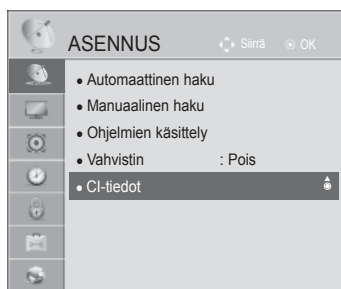 ASENNUS Siirrä OK
• Automaattinen haku
• Manuaalinen haku
• Ohjelmien käsittely
• Vahvistin : Pois
• CI-tiedot